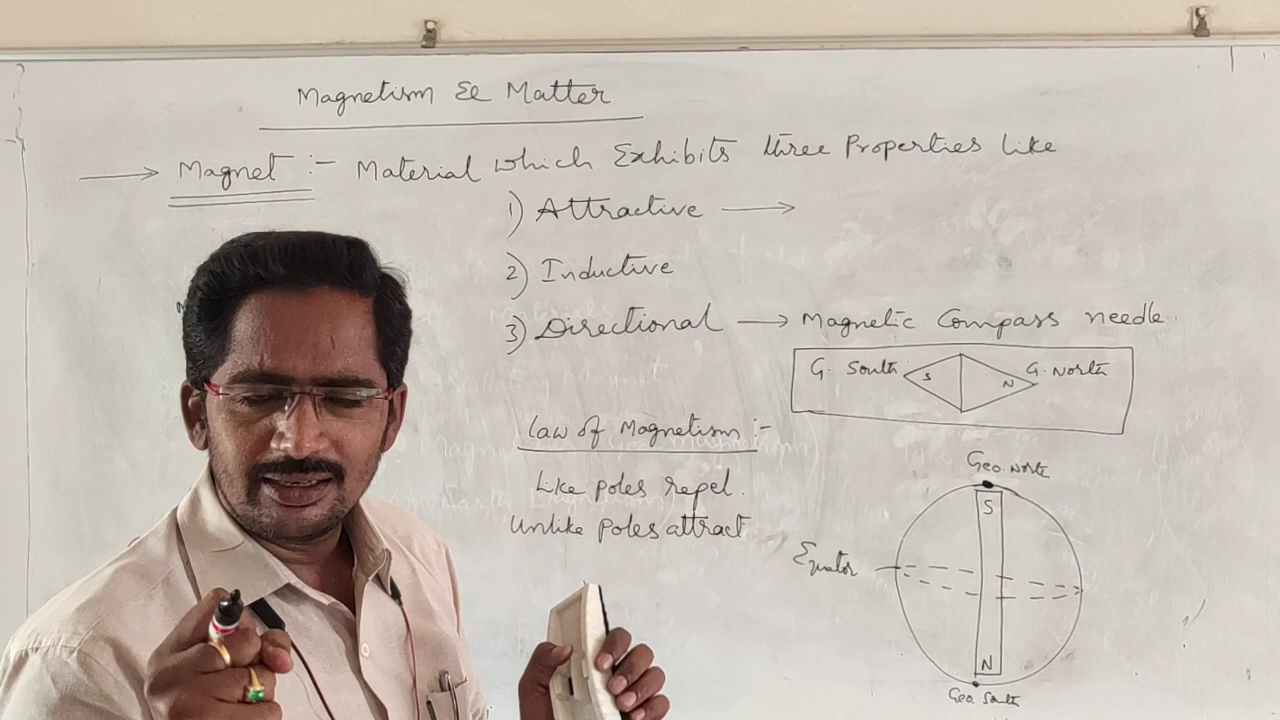 Magnetism & Matter
→ Magnet :- Material which Exhibits three Properties like
1) Attractive →
2) Inductive
3) Directional → Magnetic Compass needle
G. South S N G. North
Law of Magnetism :-
Like poles repel.
Unlike poles attract
Geo. North
S
Equator
N
Geo. South